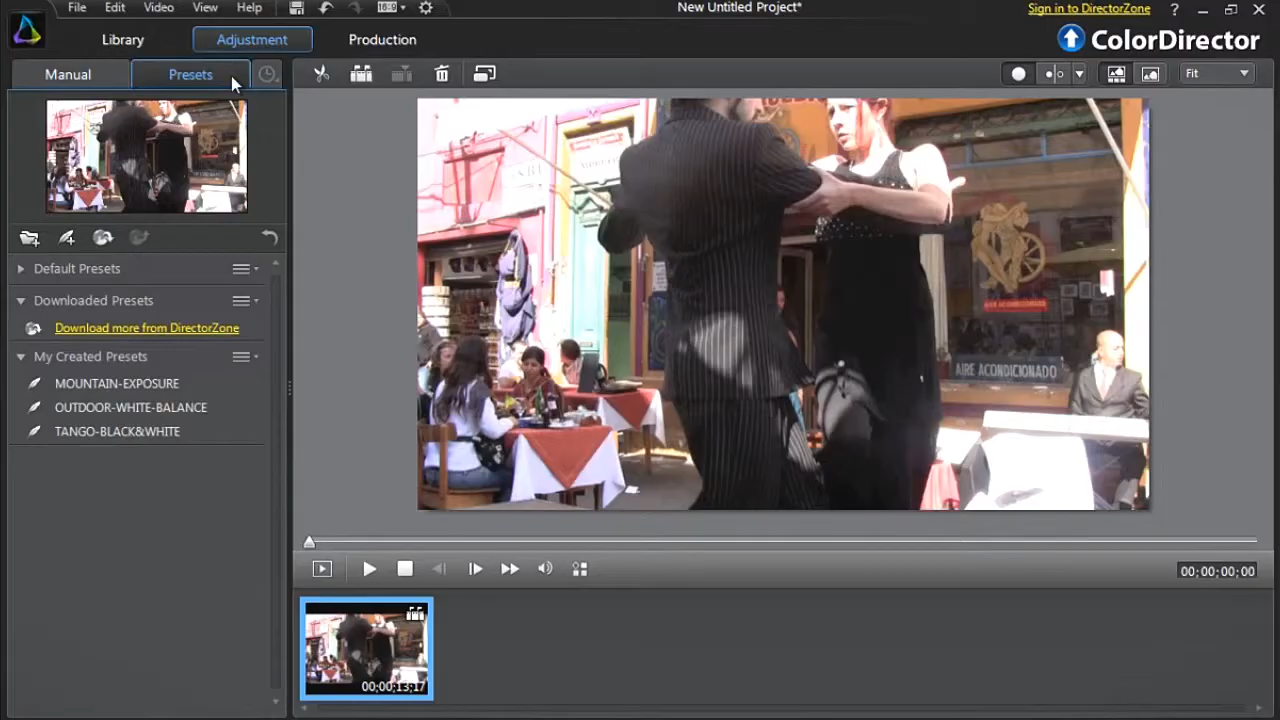 File Edit Video View Help 16:9 New Untitled Project* Sign in to DirectorZone ?
Library Adjustment Production ColorDirector
Manual Presets Fit
Default Presets
Downloaded Presets
Download more from DirectorZone
My Created Presets
MOUNTAIN-EXPOSURE
OUTDOOR-WHITE-BALANCE
TANGO-BLACK&WHITE
AIRE ACONDICIONADO
AIRE ACONDICIONADO
00;00;00;00
00;00;13;17